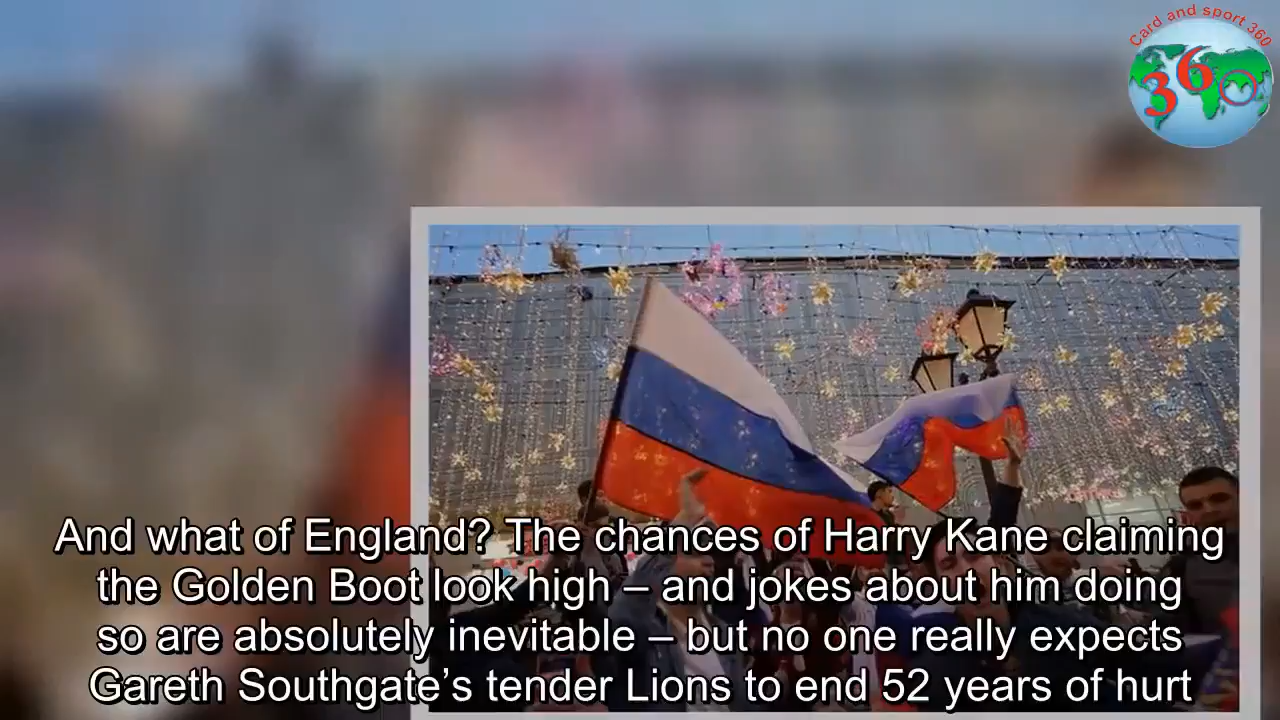 Card and sport 360
360
And what of England? The chances of Harry Kane claiming
the Golden Boot look high – and jokes about him doing
so are absolutely inevitable – but no one really expects
Gareth Southgate’s tender Lions to end 52 years of hurt